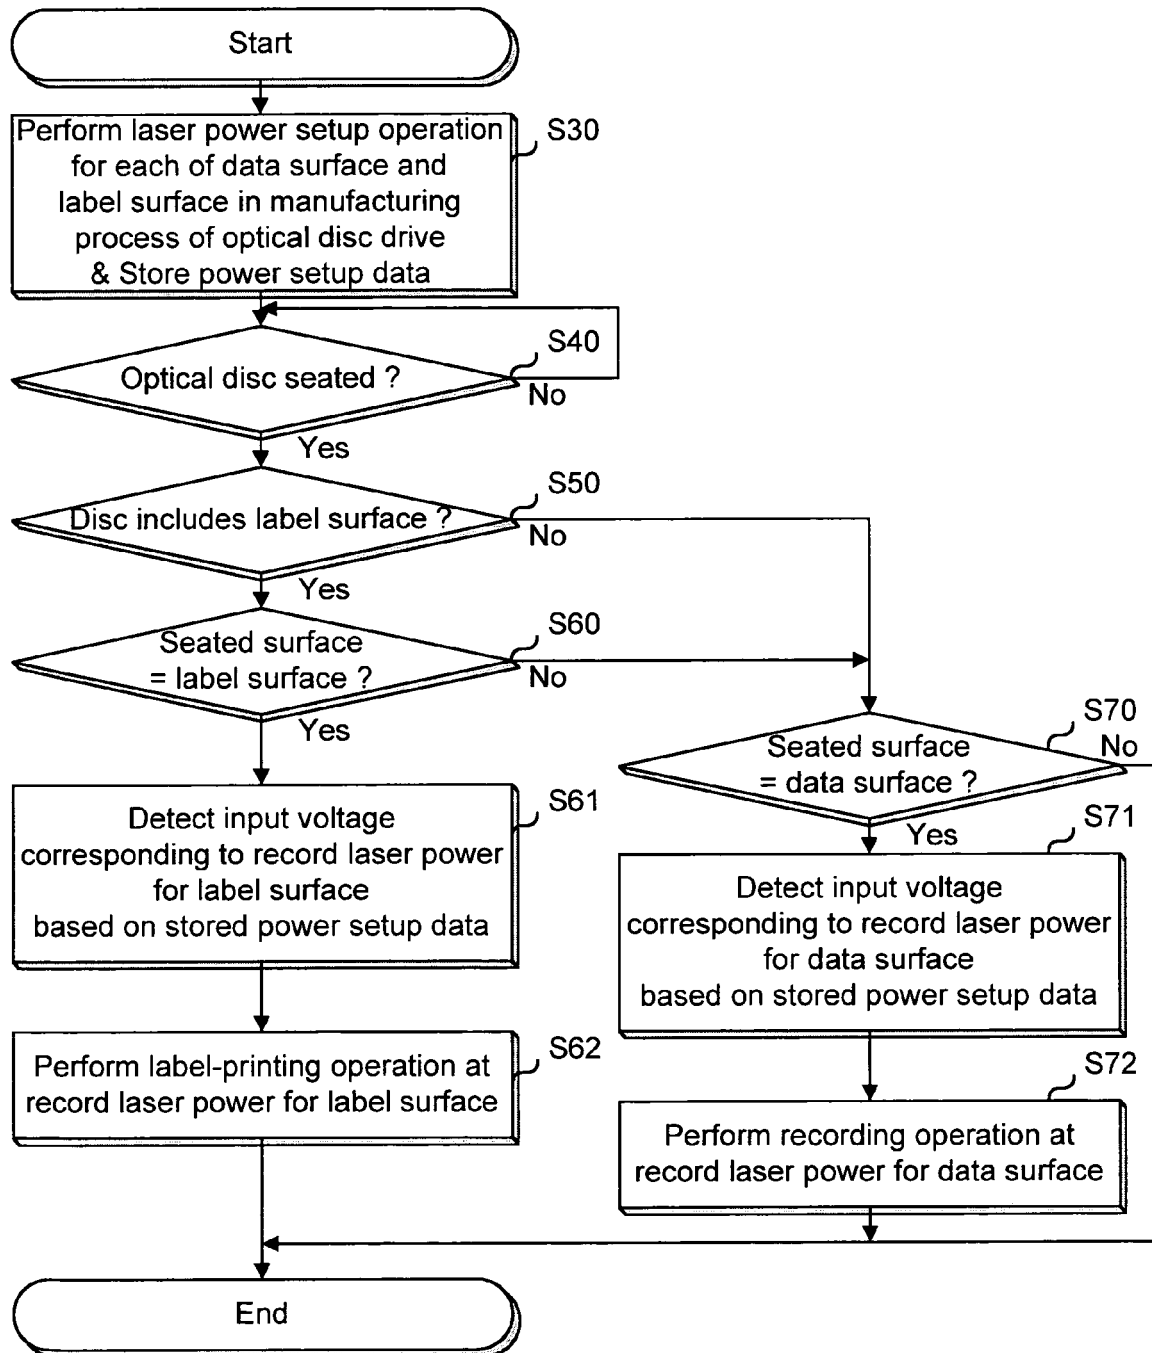 Start
Perform laser power setup operation
for each of data surface and
label surface in manufacturing
process of optical disc drive
& Store power setup data
S30
Optical disc seated ?
S40
No
Yes
Disc includes label surface ?
S50
No
Yes
Seated surface
= label surface ?
S60
No
Yes
Seated surface
= data surface ?
S70
No
Yes
Detect input voltage
corresponding to record laser power
for label surface
based on stored power setup data
S61
Detect input voltage
corresponding to record laser power
for data surface
based on stored power setup data
S71
Perform label-printing operation at
record laser power for label surface
S62
Perform recording operation at
record laser power for data surface
S72
End